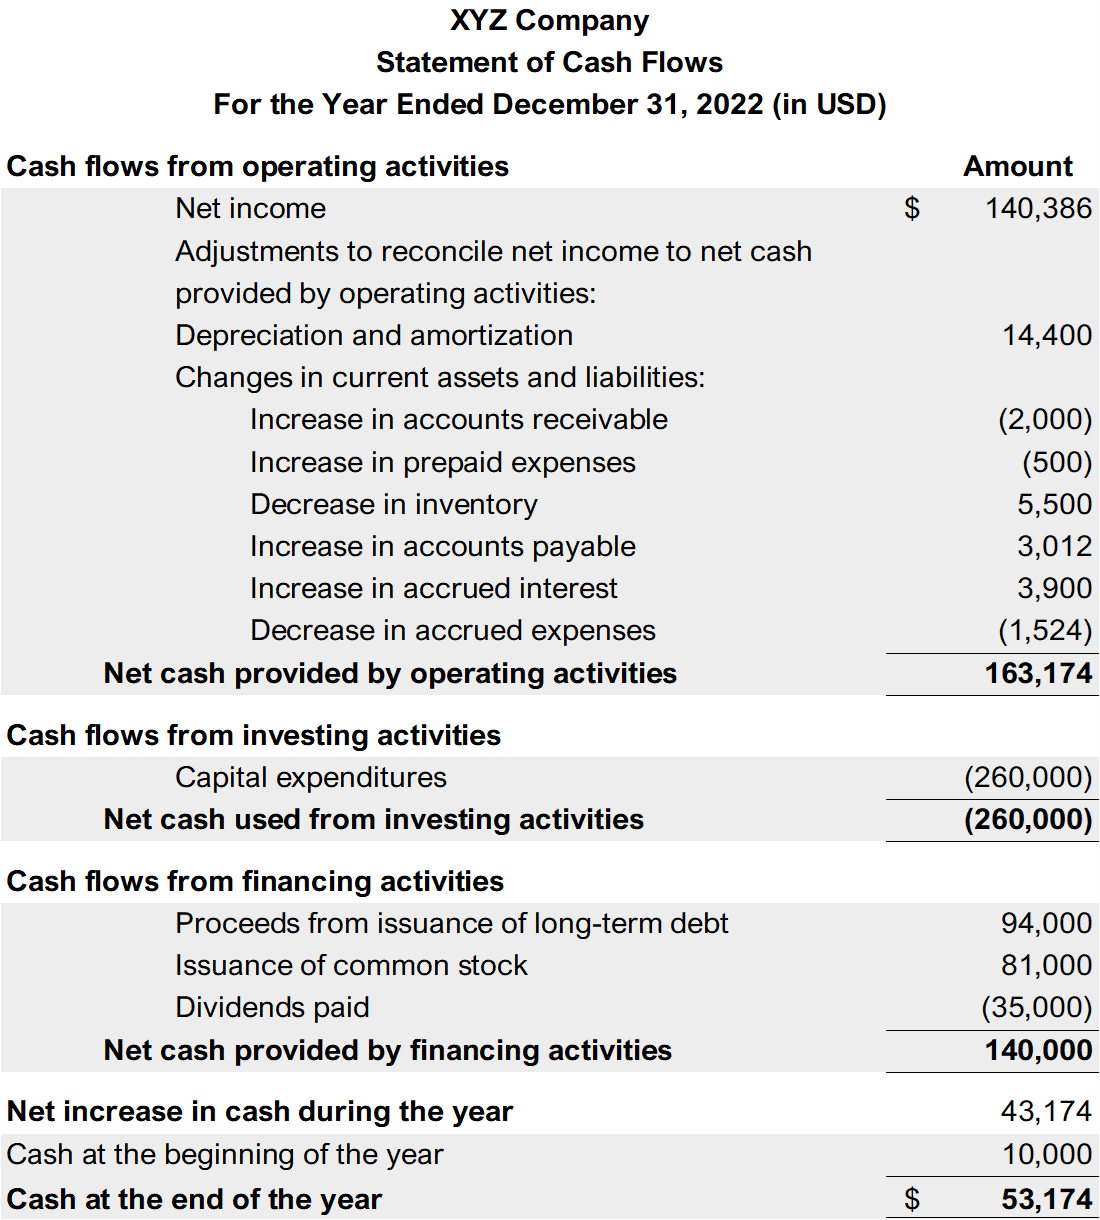 XYZ Company
Statement of Cash Flows
For the Year Ended December 31, 2022 (in USD)
Cash flows from operating activities Amount
Net income $ 140,386
Adjustments to reconcile net income to net cash
provided by operating activities:
Depreciation and amortization 14,400
Changes in current assets and liabilities:
Increase in accounts receivable (2,000)
Increase in prepaid expenses (500)
Decrease in inventory 5,500
Increase in accounts payable 3,012
Increase in accrued interest 3,900
Decrease in accrued expenses (1,524)
Net cash provided by operating activities 163,174
Cash flows from investing activities
Capital expenditures (260,000)
Net cash used from investing activities (260,000)
Cash flows from financing activities
Proceeds from issuance of long-term debt 94,000
Issuance of common stock 81,000
Dividends paid (35,000)
Net cash provided by financing activities 140,000
Net increase in cash during the year 43,174
Cash at the beginning of the year 10,000
Cash at the end of the year $ 53,174